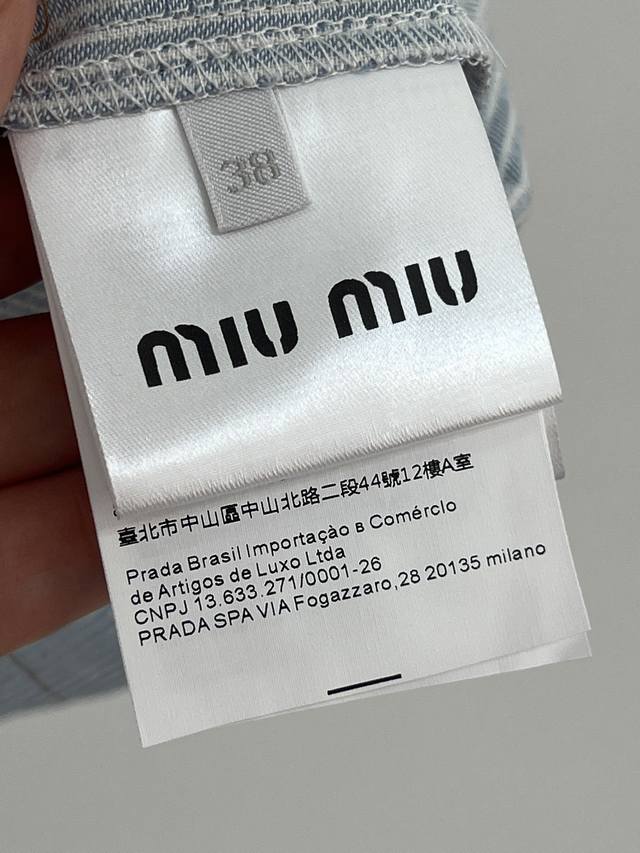 38
miu miu
臺北市中山區中山北路二段44號12樓A室
Prada Brasil Importaçào в Comérclo
de Artigos de Luxo Ltda
CNPJ 13.633.271/0001-26
PRADA SPA VIA Fogazzaro,28 20135 milano